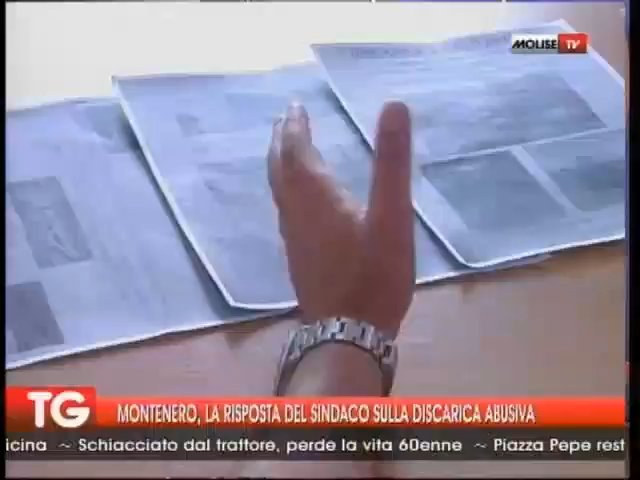 MOLISE TV
TG MONTENERO, LA RISPOSTA DEL SINDACO SULLA DISCARICA ABUSIVA
icina ~ Schiacciato dal trattore, perde la vita 60enne ~ Piazza Pepe rest